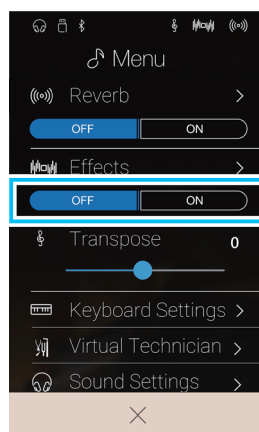 Menu
Reverb >
OFF ON
Effects >
OFF ON
Transpose 0
Keyboard Settings >
Virtual Technician >
Sound Settings >